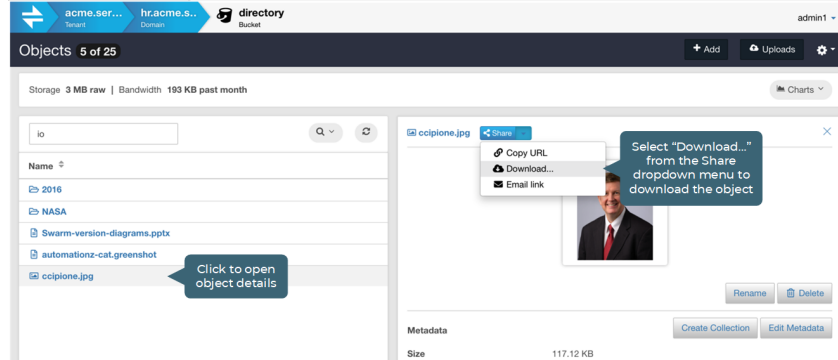 acme.ser...
Tenant
hr.acme.s..
Domain
directory
Bucket
admin1
Objects 5 of 25
+ Add
Uploads
Storage 3 MB raw | Bandwidth 193 KB past month
Charts
io
Name
2016
NASA
Swarm-version-diagrams.pptx
automationz-cat.greenshot
ccipione.jpg
Click to open
object details
ccipione.jpg
Share
Copy URL
Download...
Email link
Select “Download...”
from the Share
dropdown menu to
download the object
Rename
Delete
Metadata
Create Collection
Edit Metadata
Size 117.12 KB